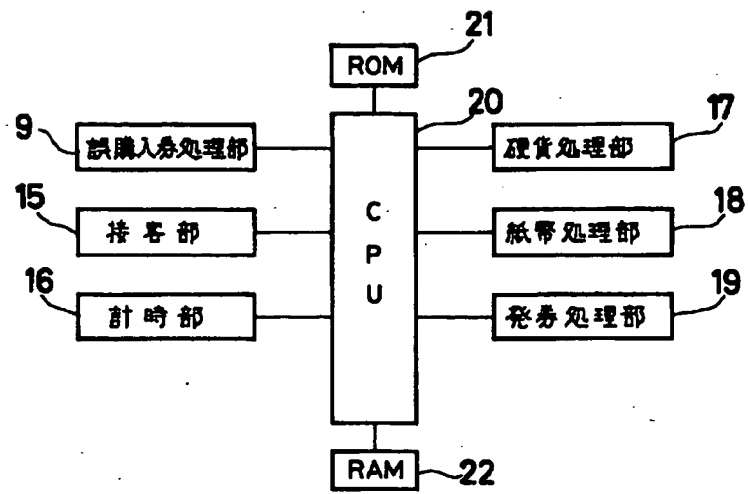 21
ROM
20
9
誤購入券処理部
17
硬貨処理部
15
接客部
CPU
18
紙幣処理部
16
計時部
19
発券処理部
RAM
22